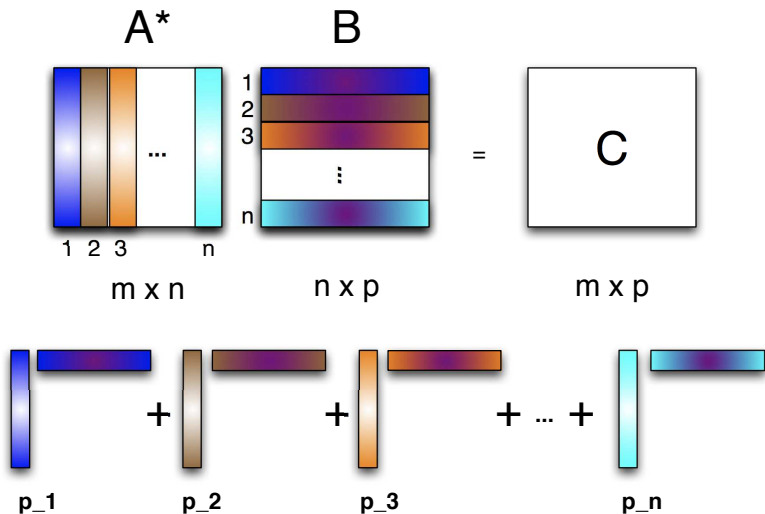 A* B
1
2
3
... ... = C
n
1 2 3 n
m x n n x p m x p
+ + + ... +
p_1 p_2 p_3 p_n